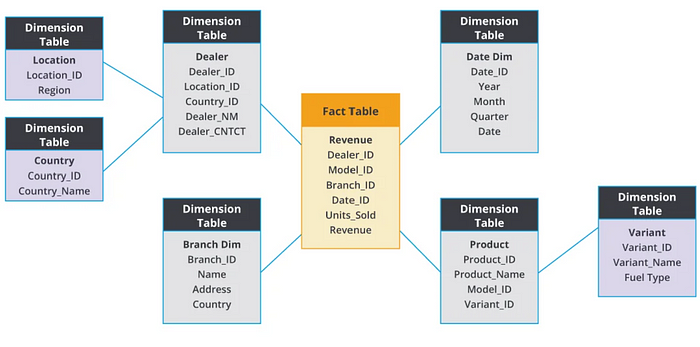 Dimension
Table
Location
Location_ID
Region
Dimension
Table
Country
Country_ID
Country_Name
Dimension
Table
Dealer
Dealer_ID
Location_ID
Country_ID
Dealer_NM
Dealer_CNTCT
Dimension
Table
Branch Dim
Branch_ID
Name
Address
Country
Fact Table
Revenue
Dealer_ID
Model_ID
Branch_ID
Date_ID
Units_Sold
Revenue
Dimension
Table
Date Dim
Date_ID
Year
Month
Quarter
Date
Dimension
Table
Product
Product_ID
Product_Name
Model_ID
Variant_ID
Dimension
Table
Variant
Variant_ID
Variant_Name
Fuel Type